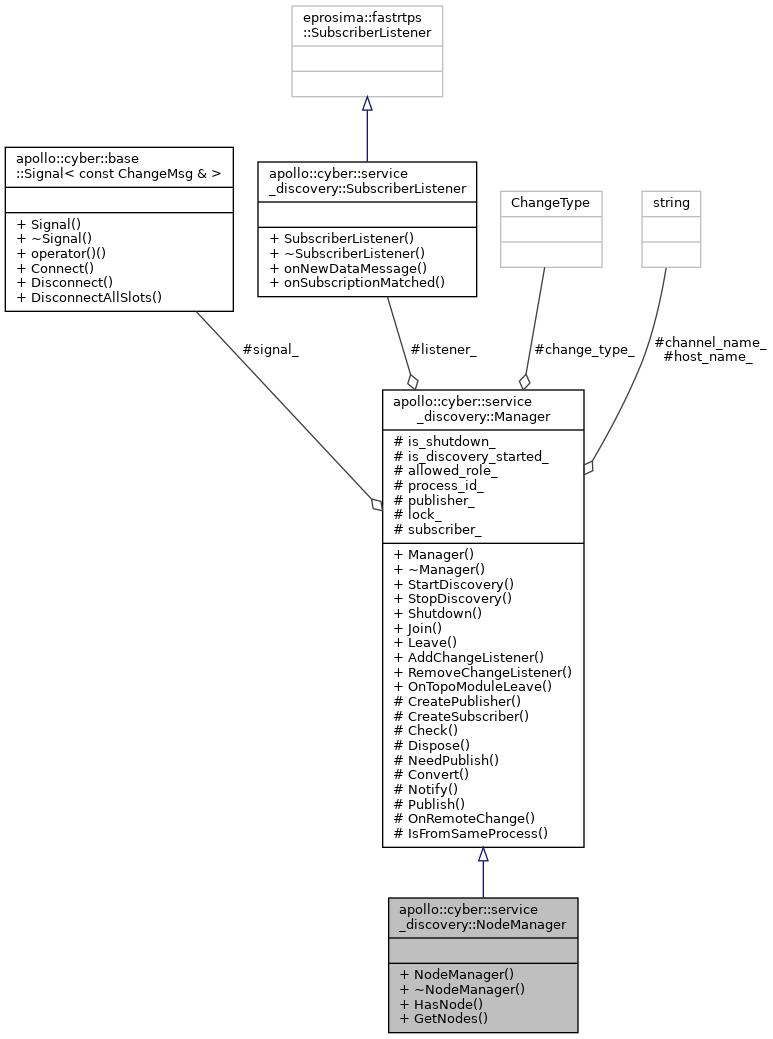 eprosima::fastrtps
::SubscriberListener
apollo::cyber::base
::Signal< const ChangeMsg & >
+ Signal()
+ ~Signal()
+ operator()()
+ Connect()
+ Disconnect()
+ DisconnectAllSlots()
apollo::cyber::service
_discovery::SubscriberListener
+ SubscriberListener()
+ ~SubscriberListener()
+ onNewDataMessage()
+ onSubscriptionMatched()
ChangeType
string
#signal_
#listener_
#change_type_
#channel_name_
#host_name_
apollo::cyber::service
_discovery::Manager
# is_shutdown_
# is_discovery_started_
# allowed_role_
# process_id_
# publisher_
# lock_
# subscriber_
+ Manager()
+ ~Manager()
+ StartDiscovery()
+ StopDiscovery()
+ Shutdown()
+ Join()
+ Leave()
+ AddChangeListener()
+ RemoveChangeListener()
+ OnTopoModuleLeave()
# CreatePublisher()
# CreateSubscriber()
# Check()
# Dispose()
# NeedPublish()
# Convert()
# Notify()
# Publish()
# OnRemoteChange()
# IsFromSameProcess()
apollo::cyber::service
_discovery::NodeManager
+ NodeManager()
+ ~NodeManager()
+ HasNode()
+ GetNodes()